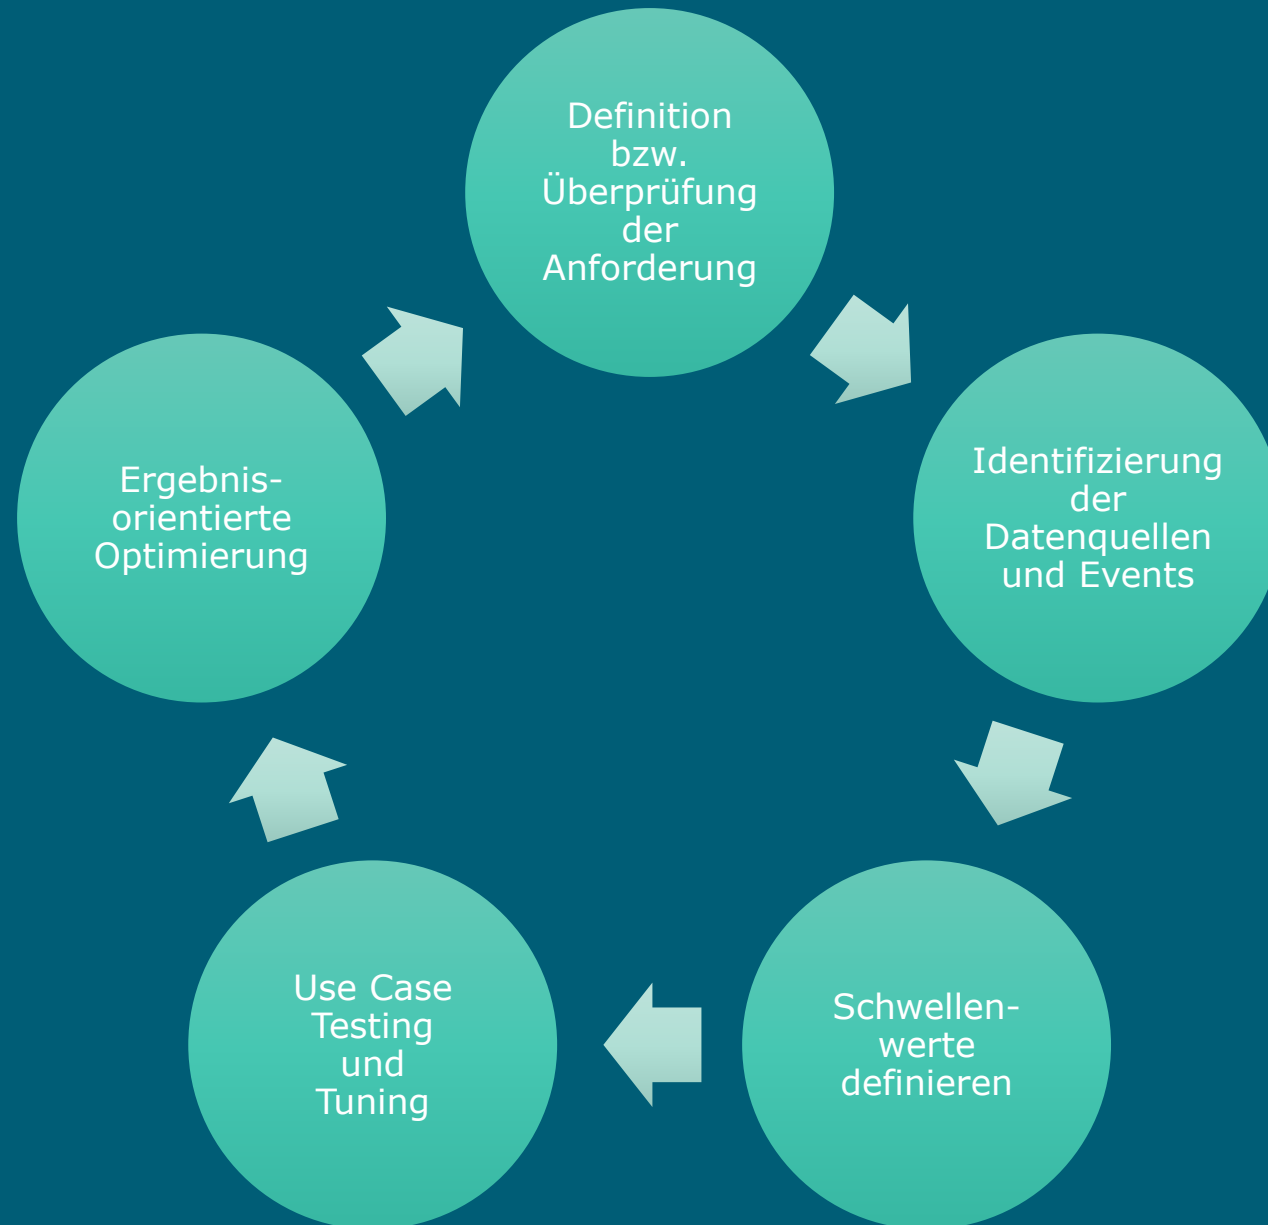 Definition
bzw.
Überprüfung
der
Anforderung
Identifizierung
der
Datenquellen
und Events
Schwellen-
werte
definieren
Use Case
Testing
und
Tuning
Ergebnis-
orientierte
Optimierung